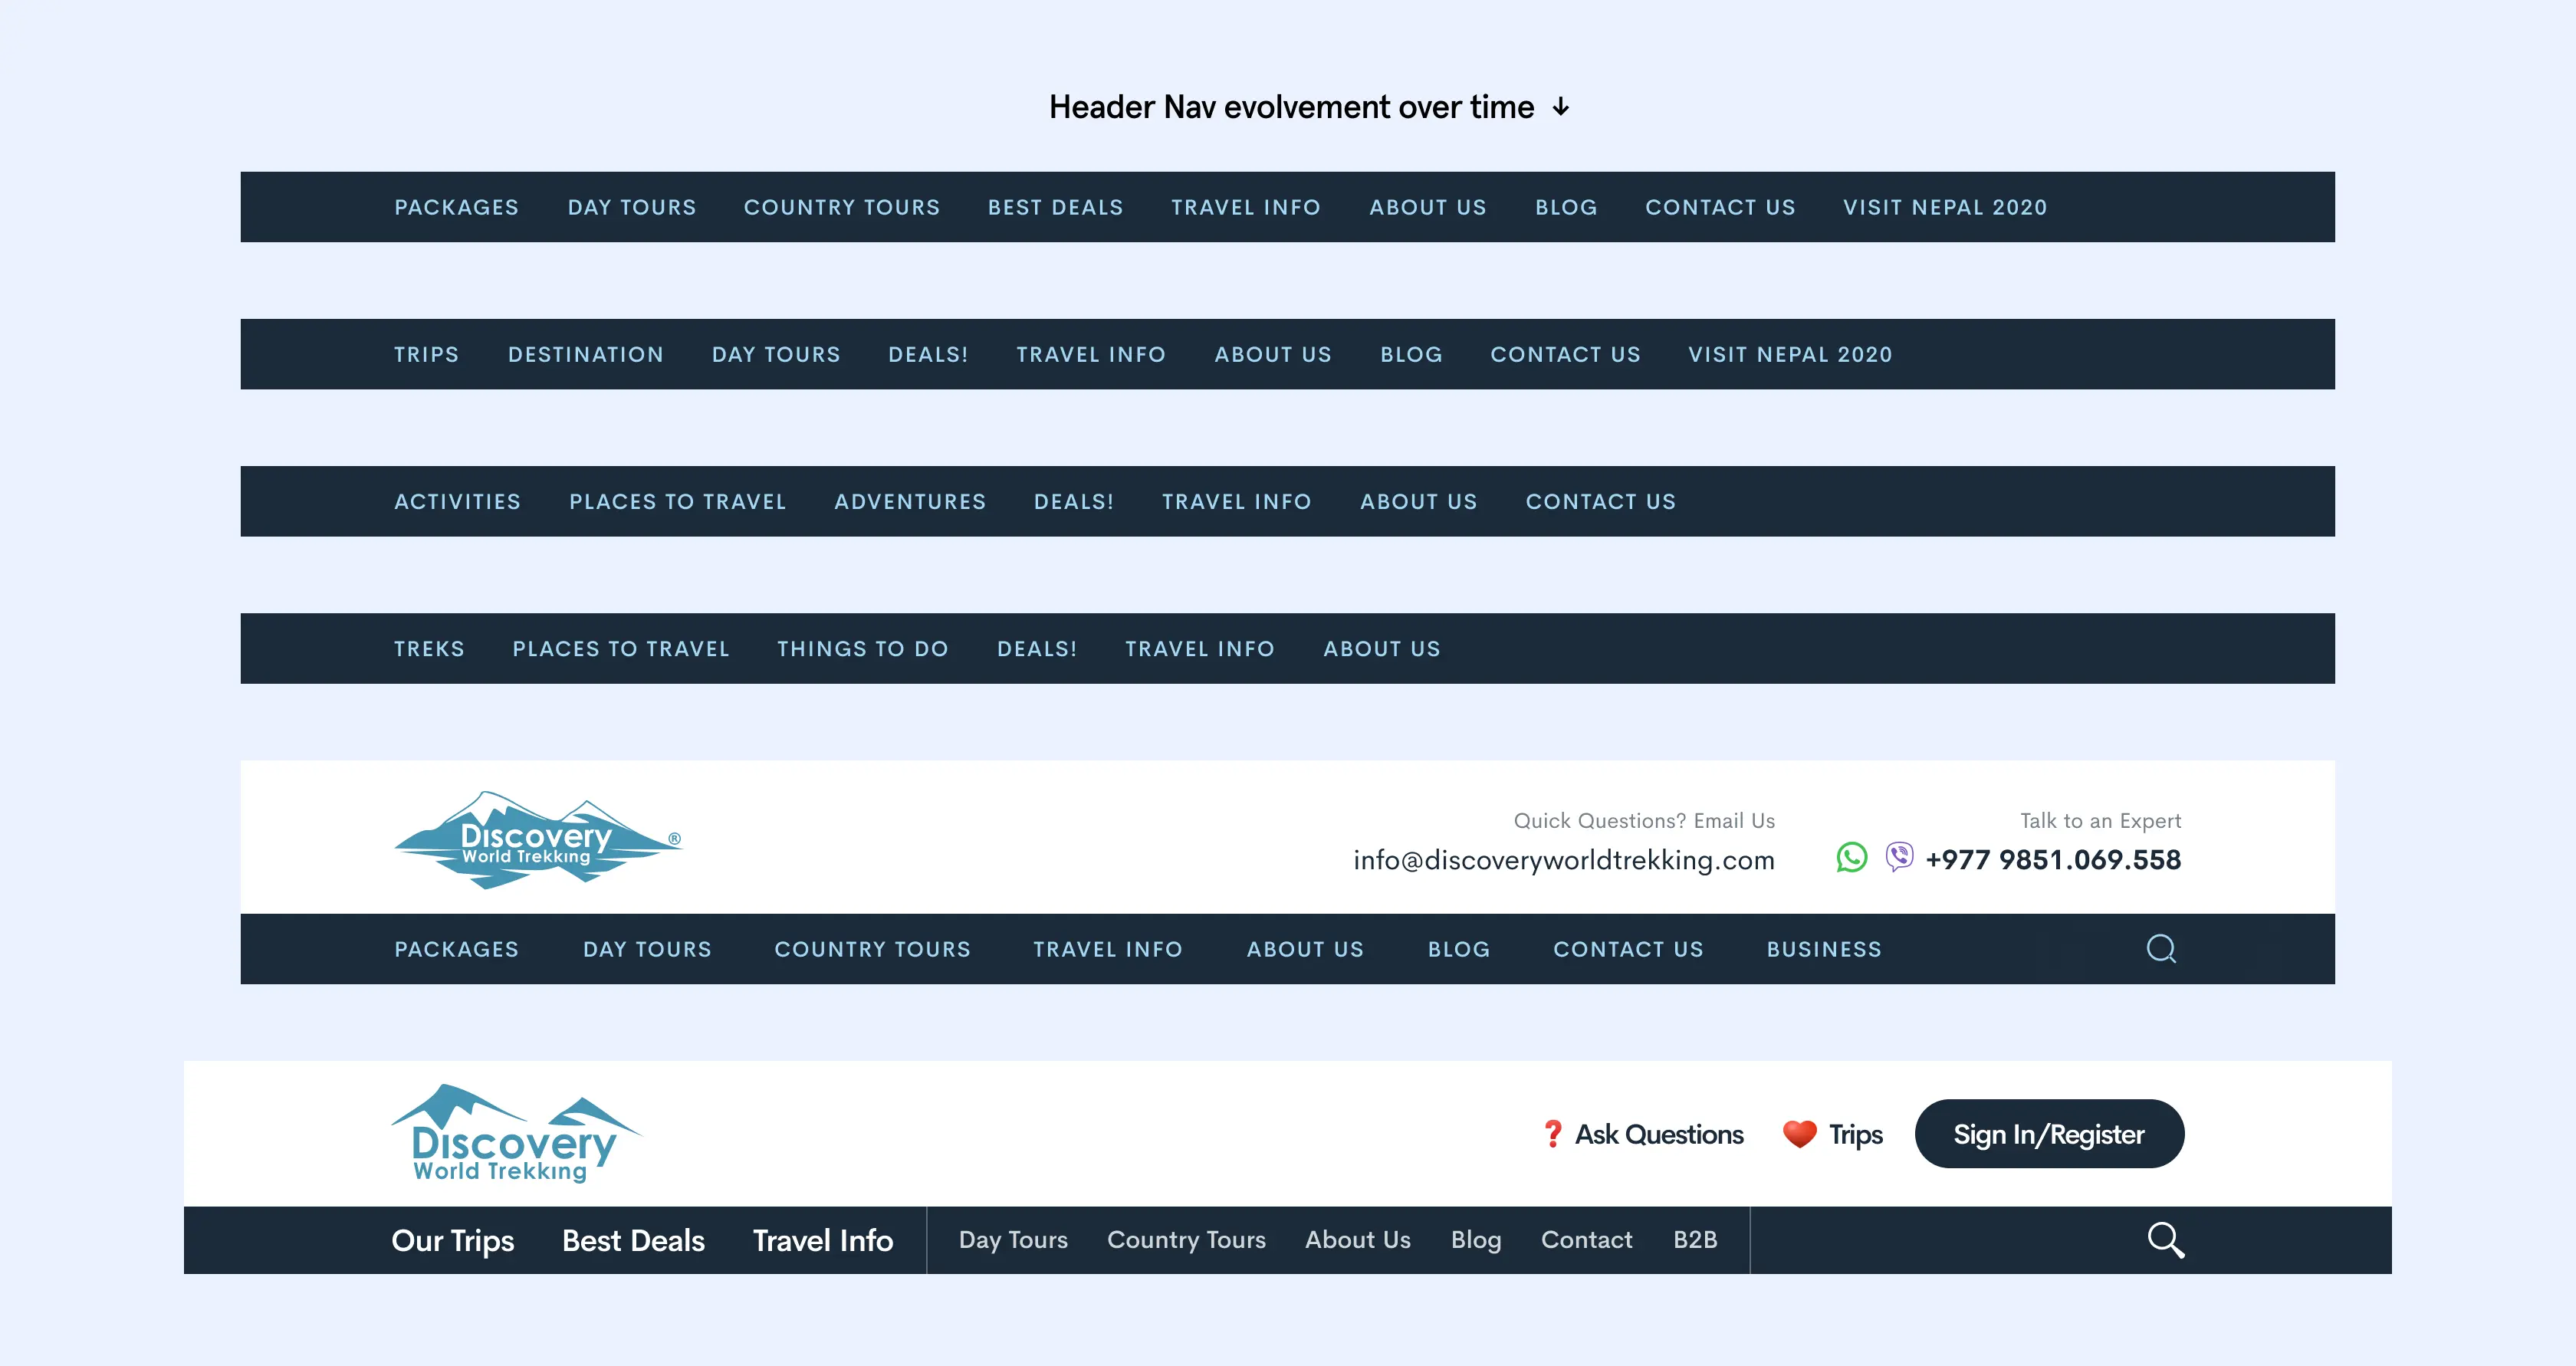 Header Nav evolvement over time ↓
PACKAGES DAY TOURS COUNTRY TOURS BEST DEALS TRAVEL INFO ABOUT US BLOG CONTACT US VISIT NEPAL 2020
TRIPS DESTINATION DAY TOURS DEALS! TRAVEL INFO ABOUT US BLOG CONTACT US VISIT NEPAL 2020
ACTIVITIES PLACES TO TRAVEL ADVENTURES DEALS! TRAVEL INFO ABOUT US CONTACT US
TREKS PLACES TO TRAVEL THINGS TO DO DEALS! TRAVEL INFO ABOUT US
Discovery ®
World Trekking
Quick Questions? Email Us
info@discoveryworldtrekking.com
Talk to an Expert
+977 9851.069.558
PACKAGES DAY TOURS COUNTRY TOURS TRAVEL INFO ABOUT US BLOG CONTACT US BUSINESS
Discovery
World Trekking
❓ Ask Questions ❤️ Trips Sign In/Register
Our Trips Best Deals Travel Info Day Tours Country Tours About Us Blog Contact B2B